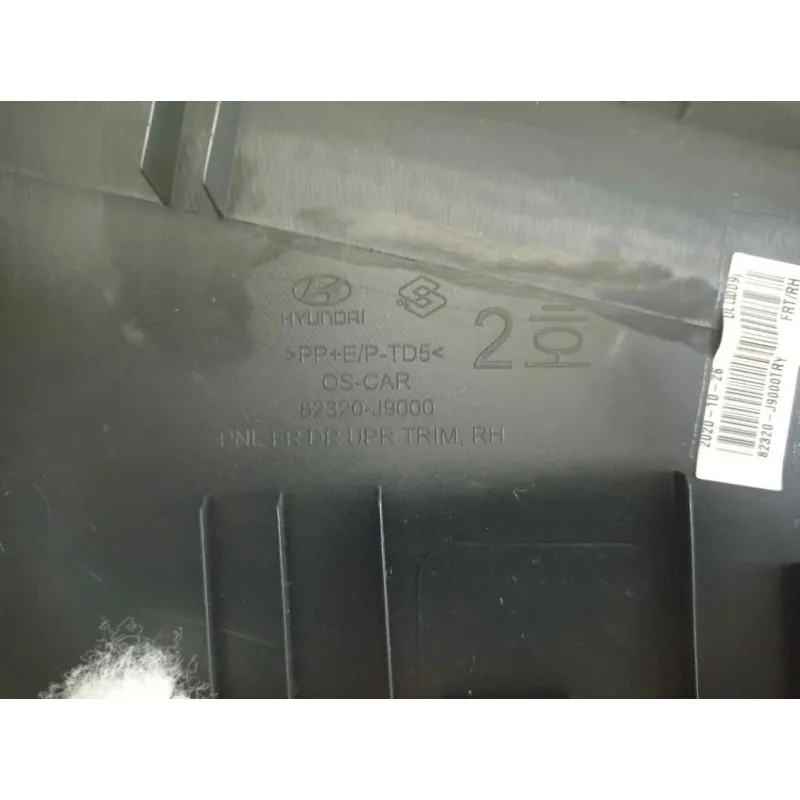 HYUNDAI
>PP+E/P-TD5<
OS-CAR
82320-J9000
PNL-FR DR UPR TRIM, RH
2호
FRT/RH
82320-J9000TRY
2020-10-26